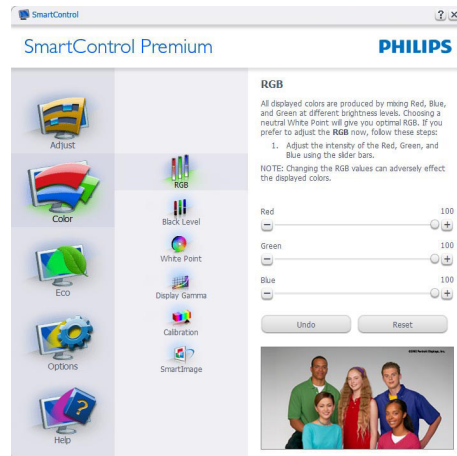 SmartControl
SmartControl Premium
PHILIPS
Adjust
Color
Eco
Options
Help
RGB
Black Level
White Point
Display Gamma
Calibration
SmartImage
RGB
All displayed colors are produced by mixing Red, Blue,
and Green at different brightness levels. Choosing a
neutral White Point will give you optimal RGB. If you
prefer to adjust the RGB now, follow these steps:
1. Adjust the intensity of the Red, Green, and
Blue using the slider bars.
NOTE: Changing the RGB values can adversely effect
the displayed colors.
Red 100
Green 100
Blue 100
Undo Reset